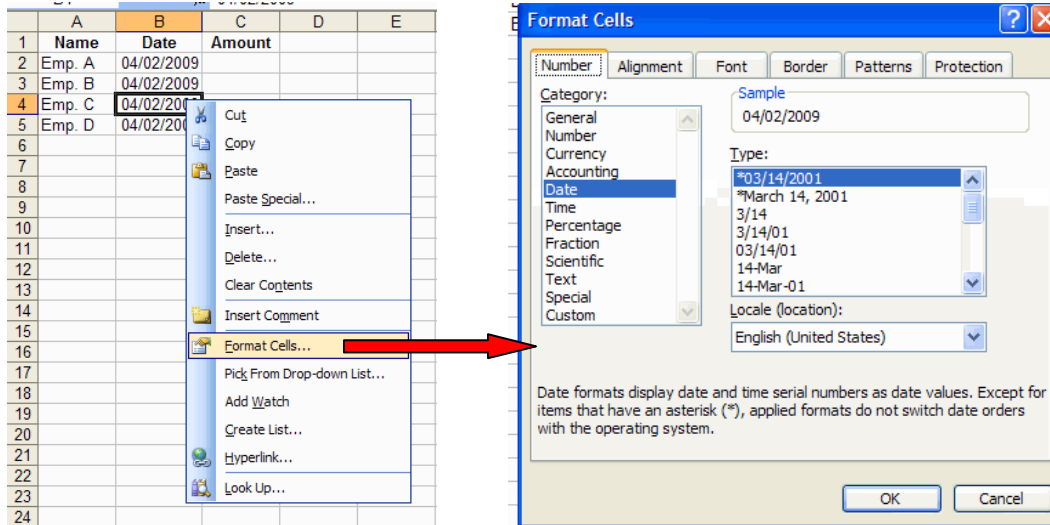 A B C D E
1 Name Date Amount
2 Emp. A 04/02/2009
3 Emp. B 04/02/2009
4 Emp. C
5 Emp. D
6
7
8
9
10
11
12
13
14
15
16
17
18
19
20
21
22
23
24
Cut
Copy
Paste
Paste Special...
Insert...
Delete...
Clear Contents
Insert Comment
Format Cells...
Pick From Drop-down List...
Add Watch
Create List...
Hyperlink...
Look Up...
Format Cells
Number Alignment Font Border Patterns Protection
Category:
General
Number
Currency
Accounting
Date
Time
Percentage
Fraction
Scientific
Text
Special
Custom
Sample
04/02/2009
Type:
*03/14/2001
*March 14, 2001
3/14
3/14/01
03/14/01
14-Mar
14-Mar-01
Locale (location):
English (United States)
Date formats display date and time serial numbers as date values. Except for
items that have an asterisk (*), applied formats do not switch date orders
with the operating system.
OK Cancel